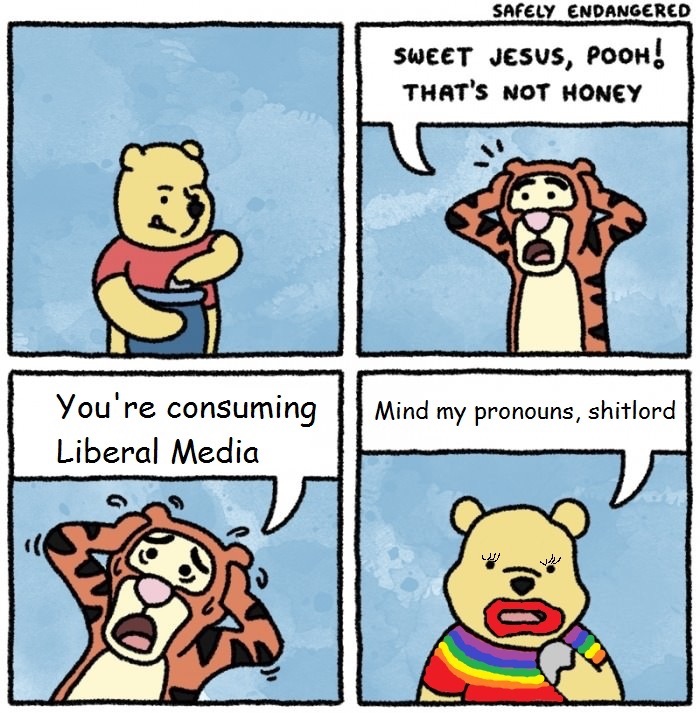 SAFELY ENDANGERED
SWEET JESUS, POOH!
THAT'S NOT HONEY
You're consuming
Liberal Media
Mind my pronouns, shitlord